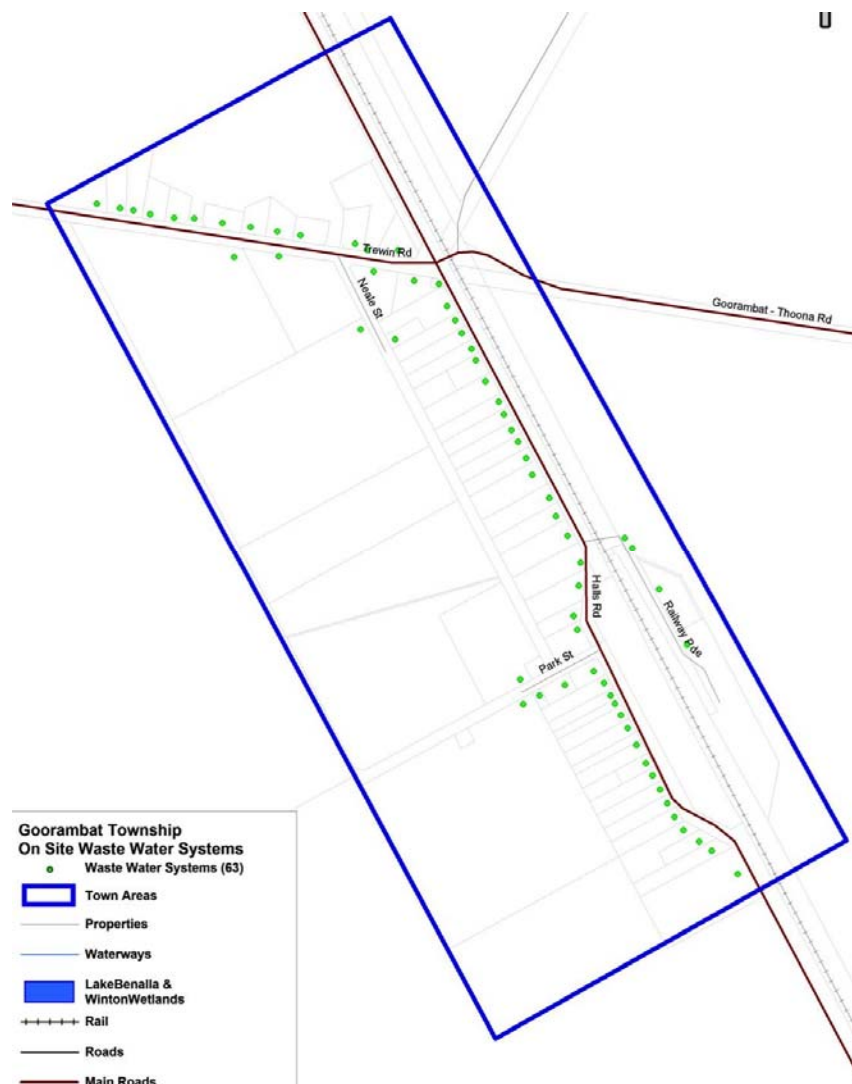 Trewin Rd
Goorambat - Thoona Rd
Neale St
Halls Rd
Railway Pde
Park St
Goorambat Township
On Site Waste Water Systems
Waste Water Systems (63)
Town Areas
Properties
Waterways
LakeBenalla &
WintonWetlands
Rail
Roads
Main Roads